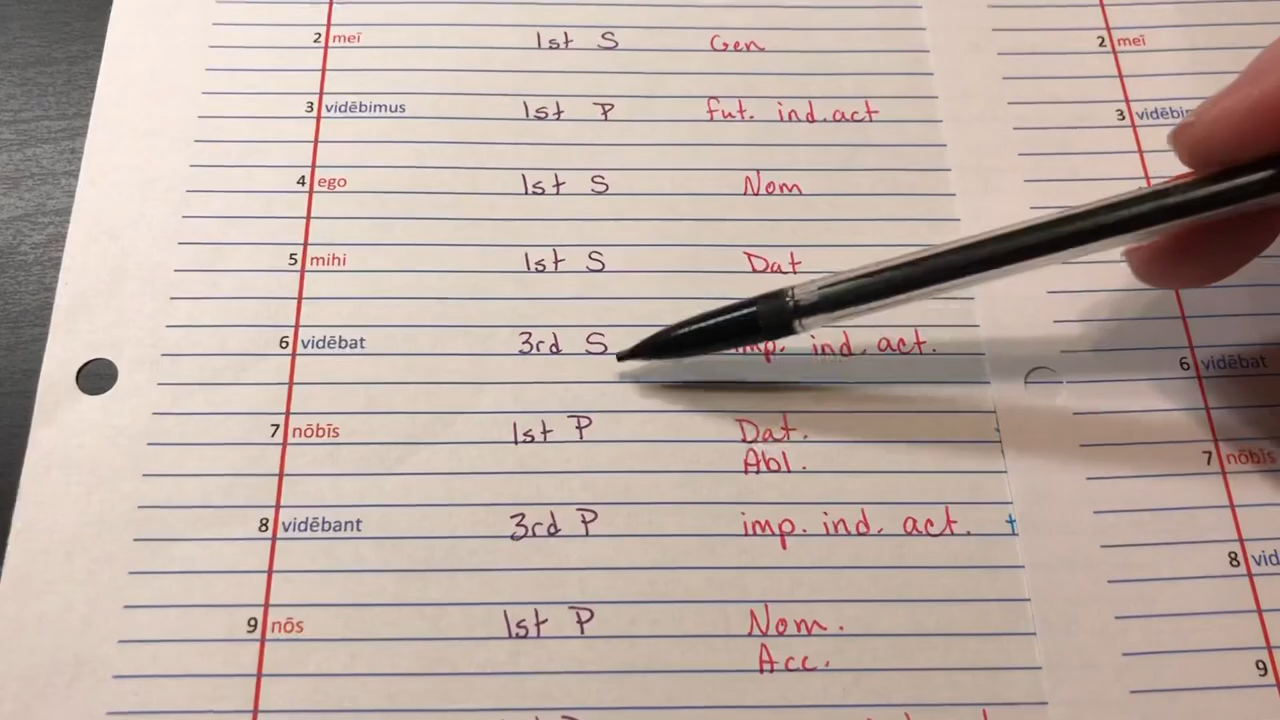 2 meī 1st S Gen
3 vidēbimus 1st P fut. ind. act
4 ego 1st S Nom
5 mihi 1st S Dat
6 vidēbat 3rd S imp. ind. act.
7 nōbīs 1st P Dat.
Abl.
8 vidēbant 3rd P imp. ind. act. t
9 nōs 1st P Nom.
Acc.
2 meī
3
6 vidēbat
7 nōbīs
8
9